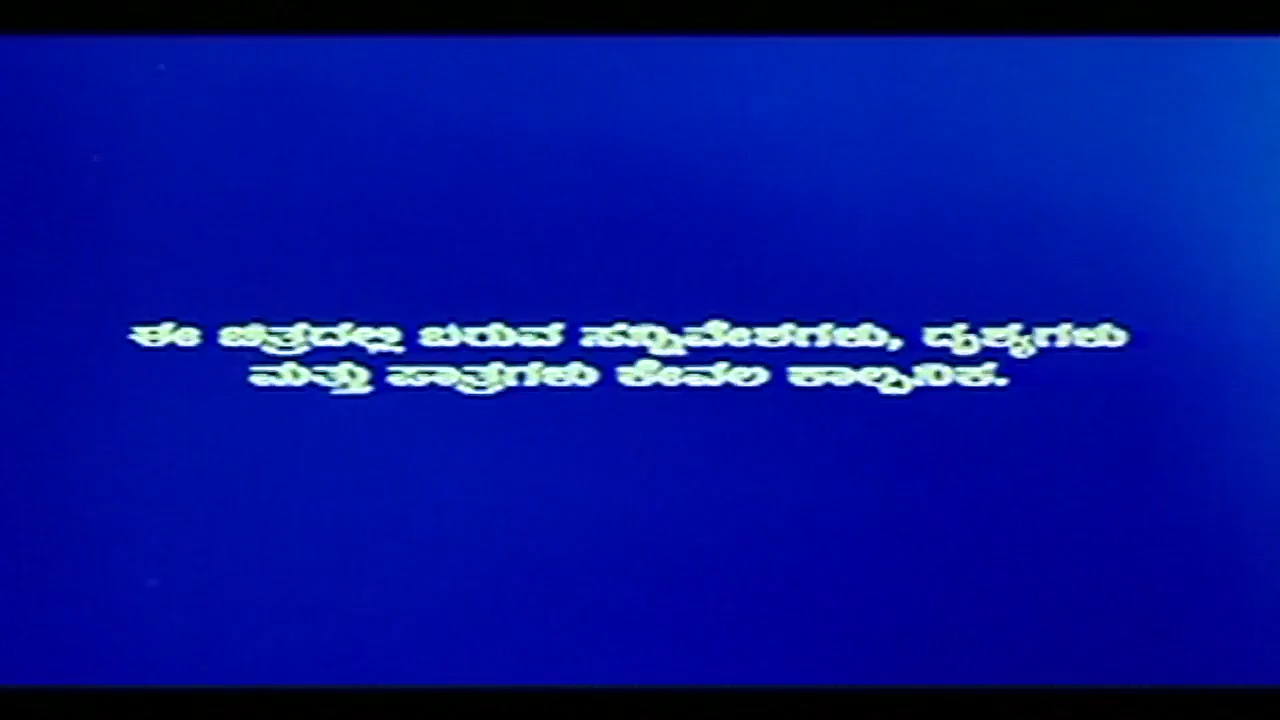 ಈ ಚಿತ್ರದಲ್ಲಿ ಬರುವ ಸನ್ನಿವೇಶಗಳು, ದೃಶ್ಯಗಳು
ಮತ್ತು ಪಾತ್ರಗಳು ಕೇವಲ ಕಾಲ್ಪನಿಕ.